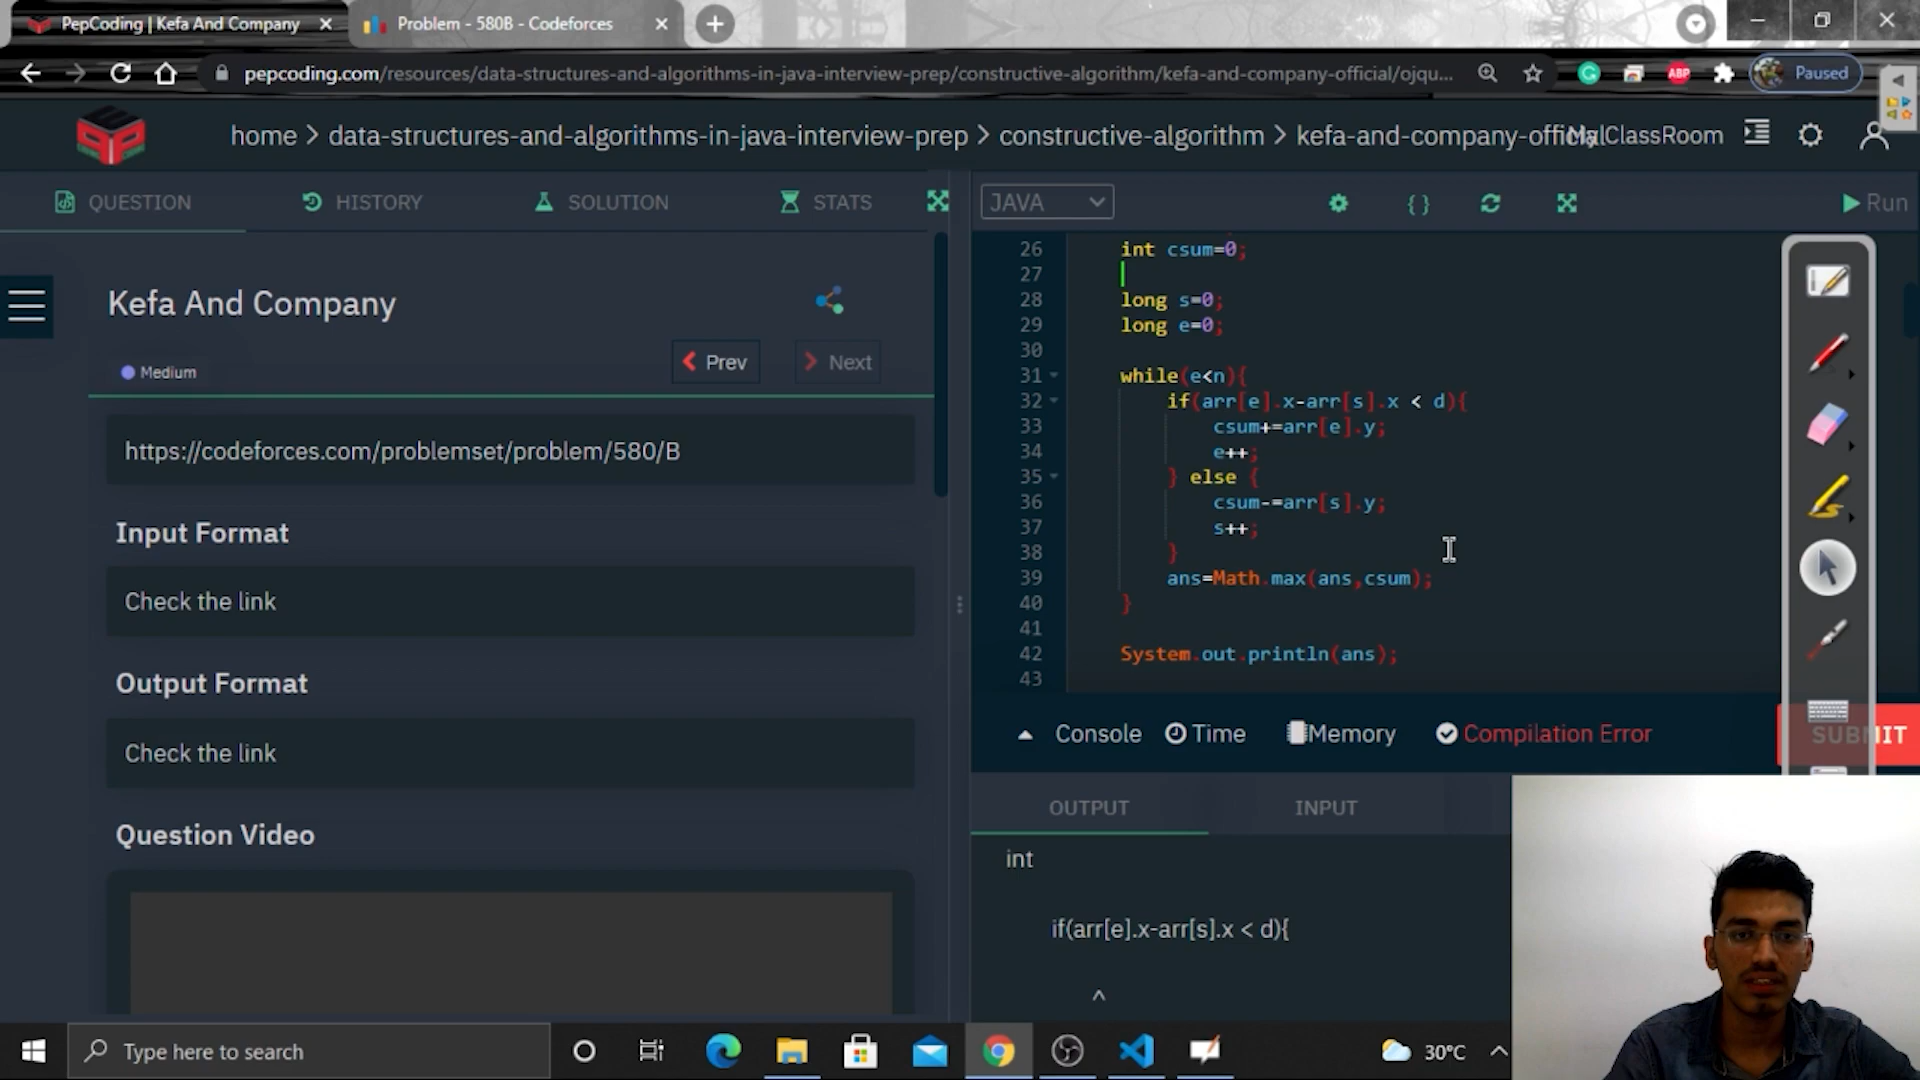 PepCoding | Kefa And Company
Problem - 580B - Codeforces
pepcoding.com/resources/data-structures-and-algorithms-in-java-interview-prep/constructive-algorithm/kefa-and-company-official/ojqu...
ABP
Paused
home > data-structures-and-algorithms-in-java-interview-prep > constructive-algorithm > kefa-and-company-official
My ClassRoom
QUESTION
HISTORY
SOLUTION
STATS
JAVA
{ }
Run
Kefa And Company
Medium
Prev
Next
https://codeforces.com/problemset/problem/580/B
Input Format
Check the link
Output Format
Check the link
Question Video
26 int csum=0;
27
28 long s=0;
29 long e=0;
30
31 while(e<n){
32 if(arr[e].x-arr[s].x < d){
33 csum+=arr[e].y;
34 e++;
35 } else {
36 csum-=arr[s].y;
37 s++;
38 }
39 ans=Math.max(ans,csum);
40 }
41
42 System.out.println(ans);
43
Console
Time
Memory
Compilation Error
SUBMIT
OUTPUT
INPUT
int
if(arr[e].x-arr[s].x < d){
^
Type here to search
30°C